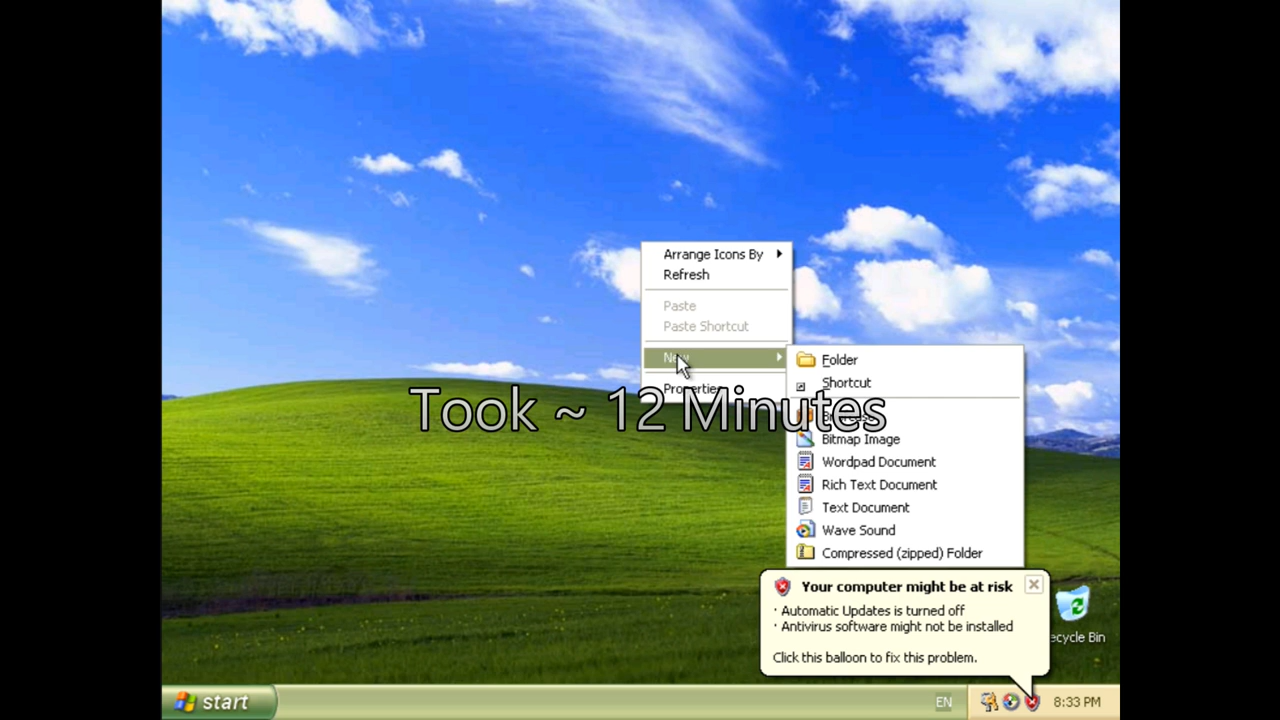 Arrange Icons By
Refresh
Paste
Paste Shortcut
New
Properties
Took ~ 12 Minutes
Folder
Shortcut
Bitmap Image
Wordpad Document
Rich Text Document
Text Document
Wave Sound
Compressed (zipped) Folder
Your computer might be at risk
· Automatic Updates is turned off
· Antivirus software might not be installed
Click this balloon to fix this problem.
ecycle Bin
start
EN
8:33 PM